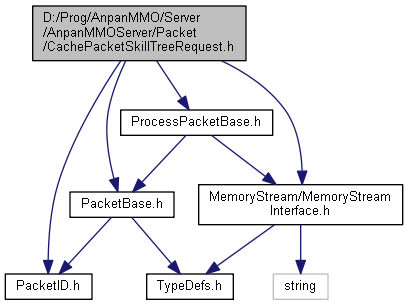 D:/Prog/AnpanMMO/Server
/AnpanMMOServer/Packet
/CachePacketSkillTreeRequest.h
ProcessPacketBase.h
PacketBase.h
MemoryStream/MemoryStream
Interface.h
PacketID.h
TypeDefs.h
string